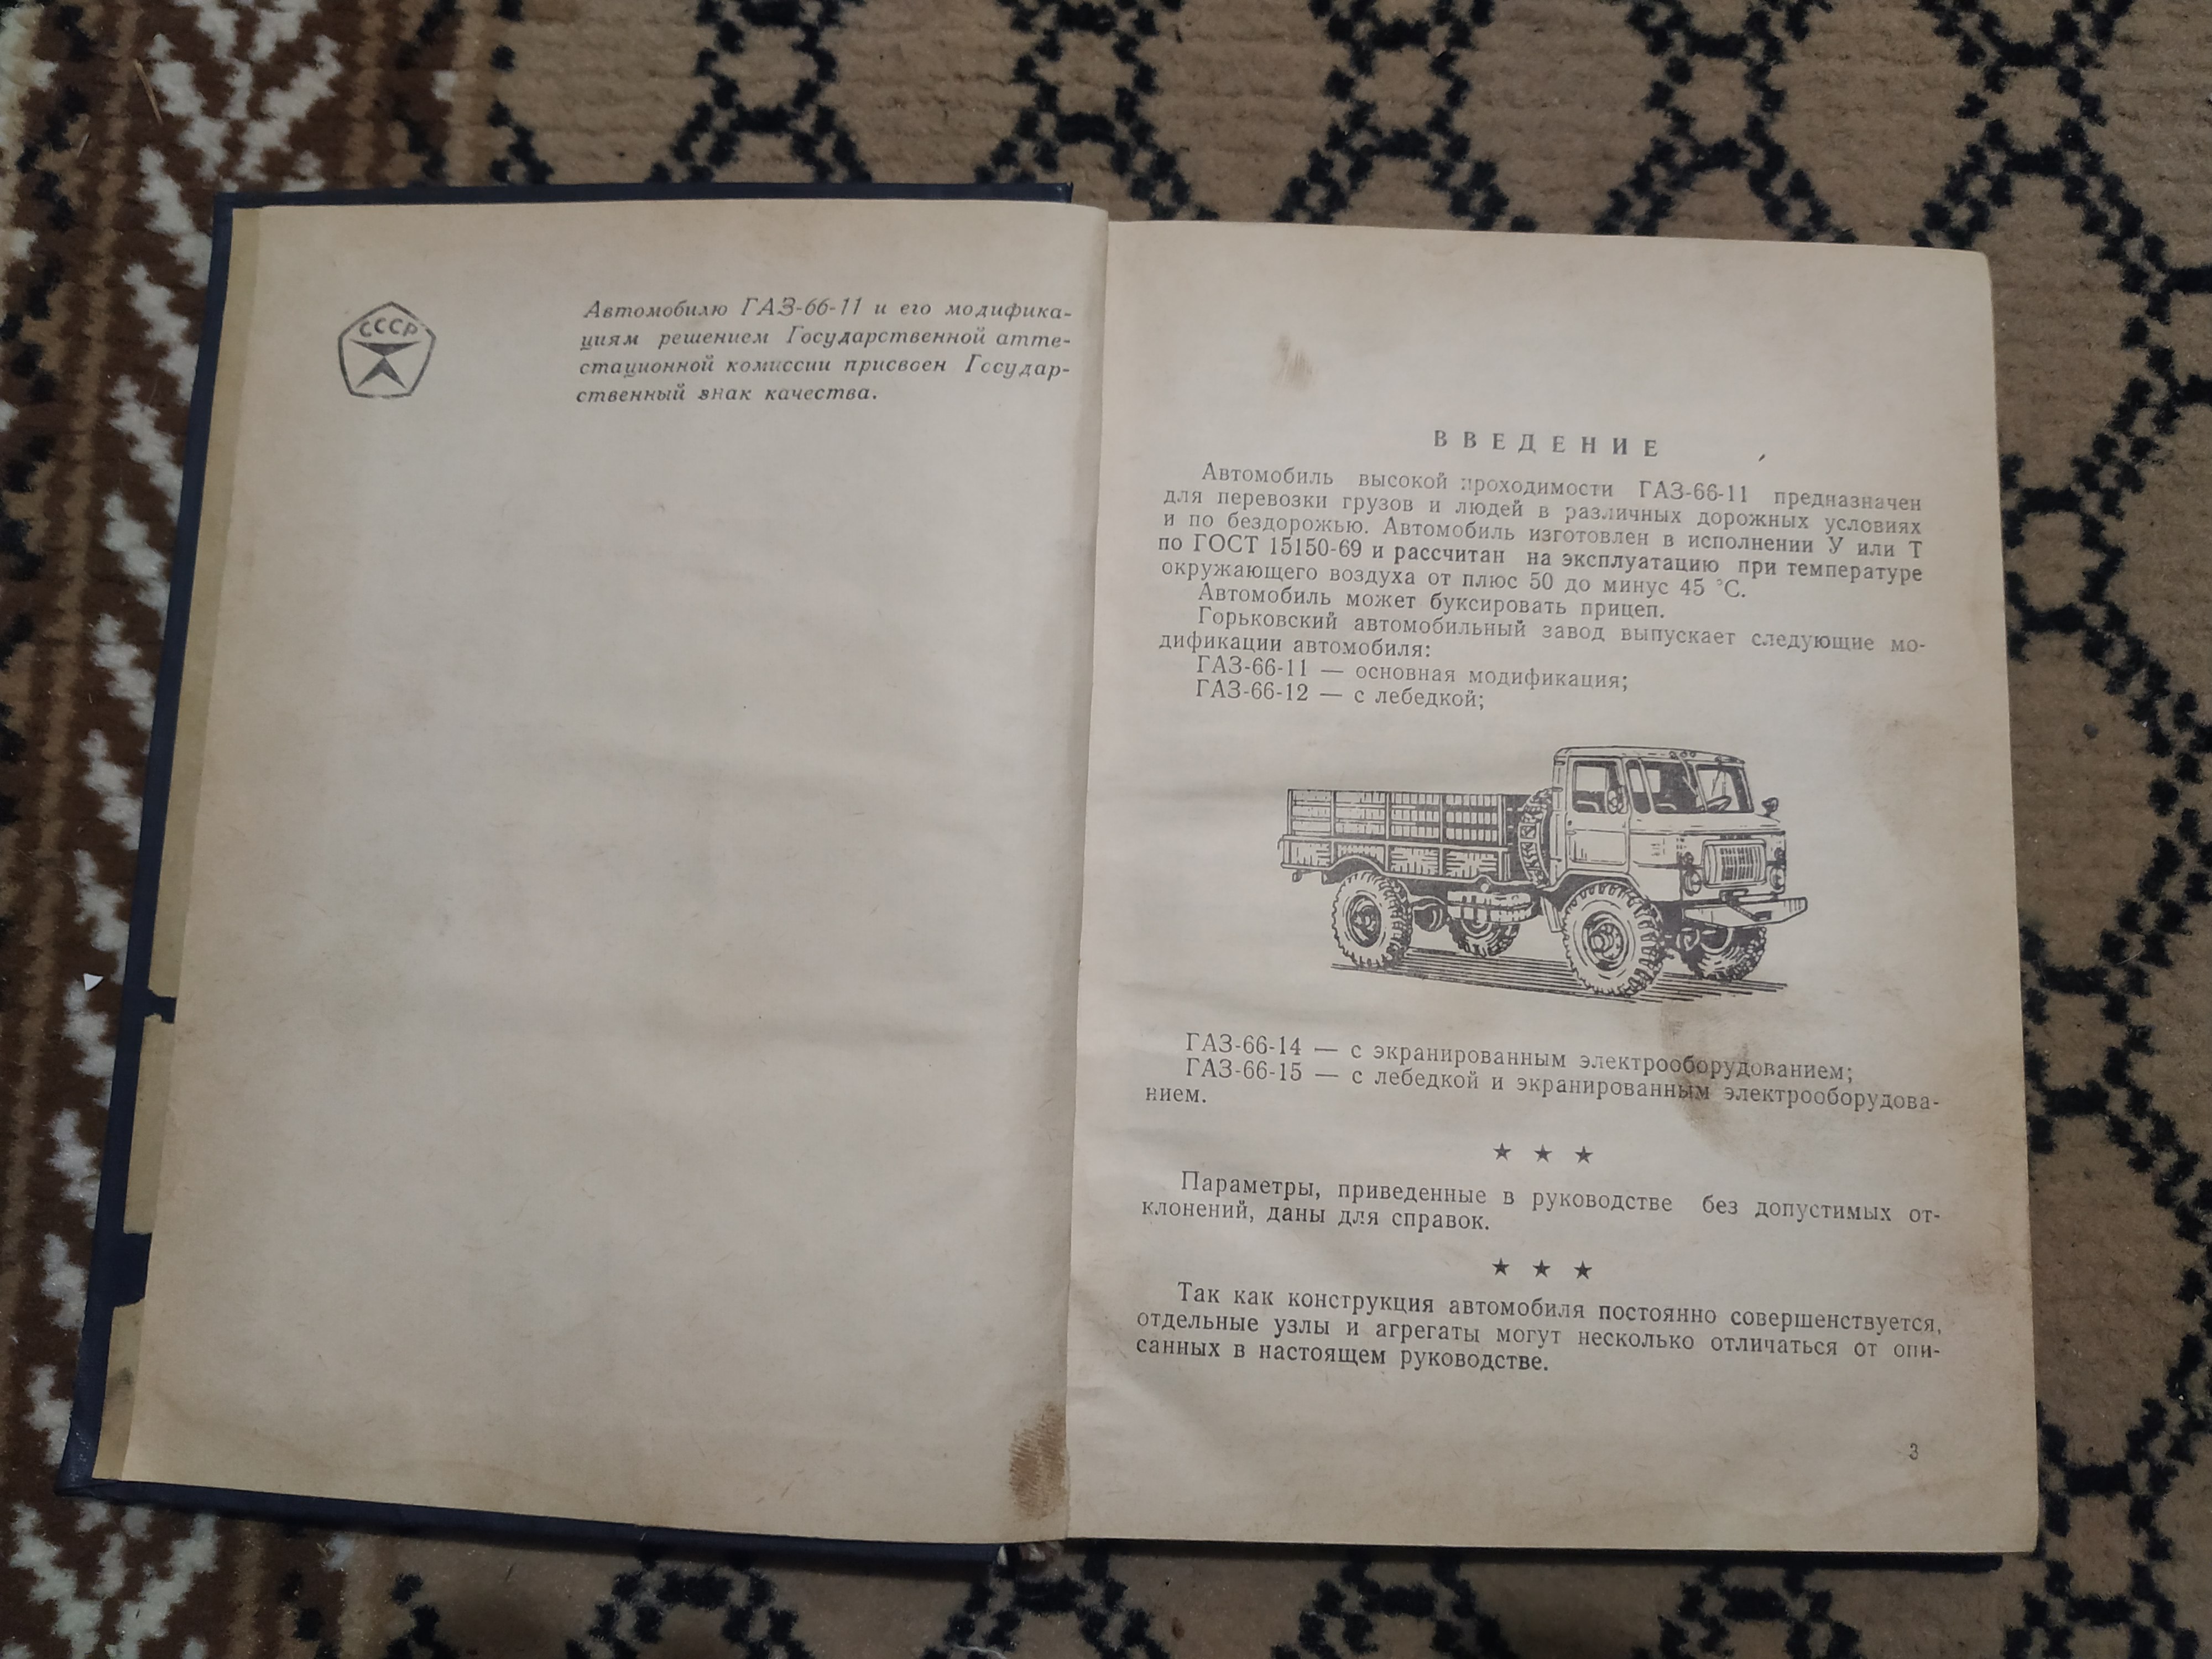 СССР
Автомобилю ГАЗ-66-11 и его модифика-
циям решением Государственной атте-
стационной комиссии присвоен Государ-
ственный знак качества.
ВВЕДЕНИЕ
Автомобиль высокой проходимости ГАЗ-66-11 предназначен
для перевозки грузов и людей в различных дорожных условиях
и по бездорожью. Автомобиль изготовлен в исполнении У или Т
по ГОСТ 15150-69 и рассчитан на эксплуатацию при температуре
окружающего воздуха от плюс 50 до минус 45 °С.
Автомобиль может буксировать прицеп.
Горьковский автомобильный завод выпускает следующие мо-
дификации автомобиля:
ГАЗ-66-11 — основная модификация;
ГАЗ-66-12 — с лебедкой;
ГАЗ-66-14 — с экранированным электрооборудованием;
ГАЗ-66-15 — с лебедкой и экранированным электрооборудова-
нием.
★ ★ ★
Параметры, приведенные в руководстве без допустимых от-
клонений, даны для справок.
★ ★ ★
Так как конструкция автомобиля постоянно совершенствуется,
отдельные узлы и агрегаты могут несколько отличаться от опи-
санных в настоящем руководстве.
3